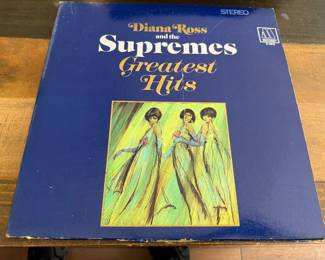 STEREO
Diana Ross
and the
Supremes
Greatest
Hits